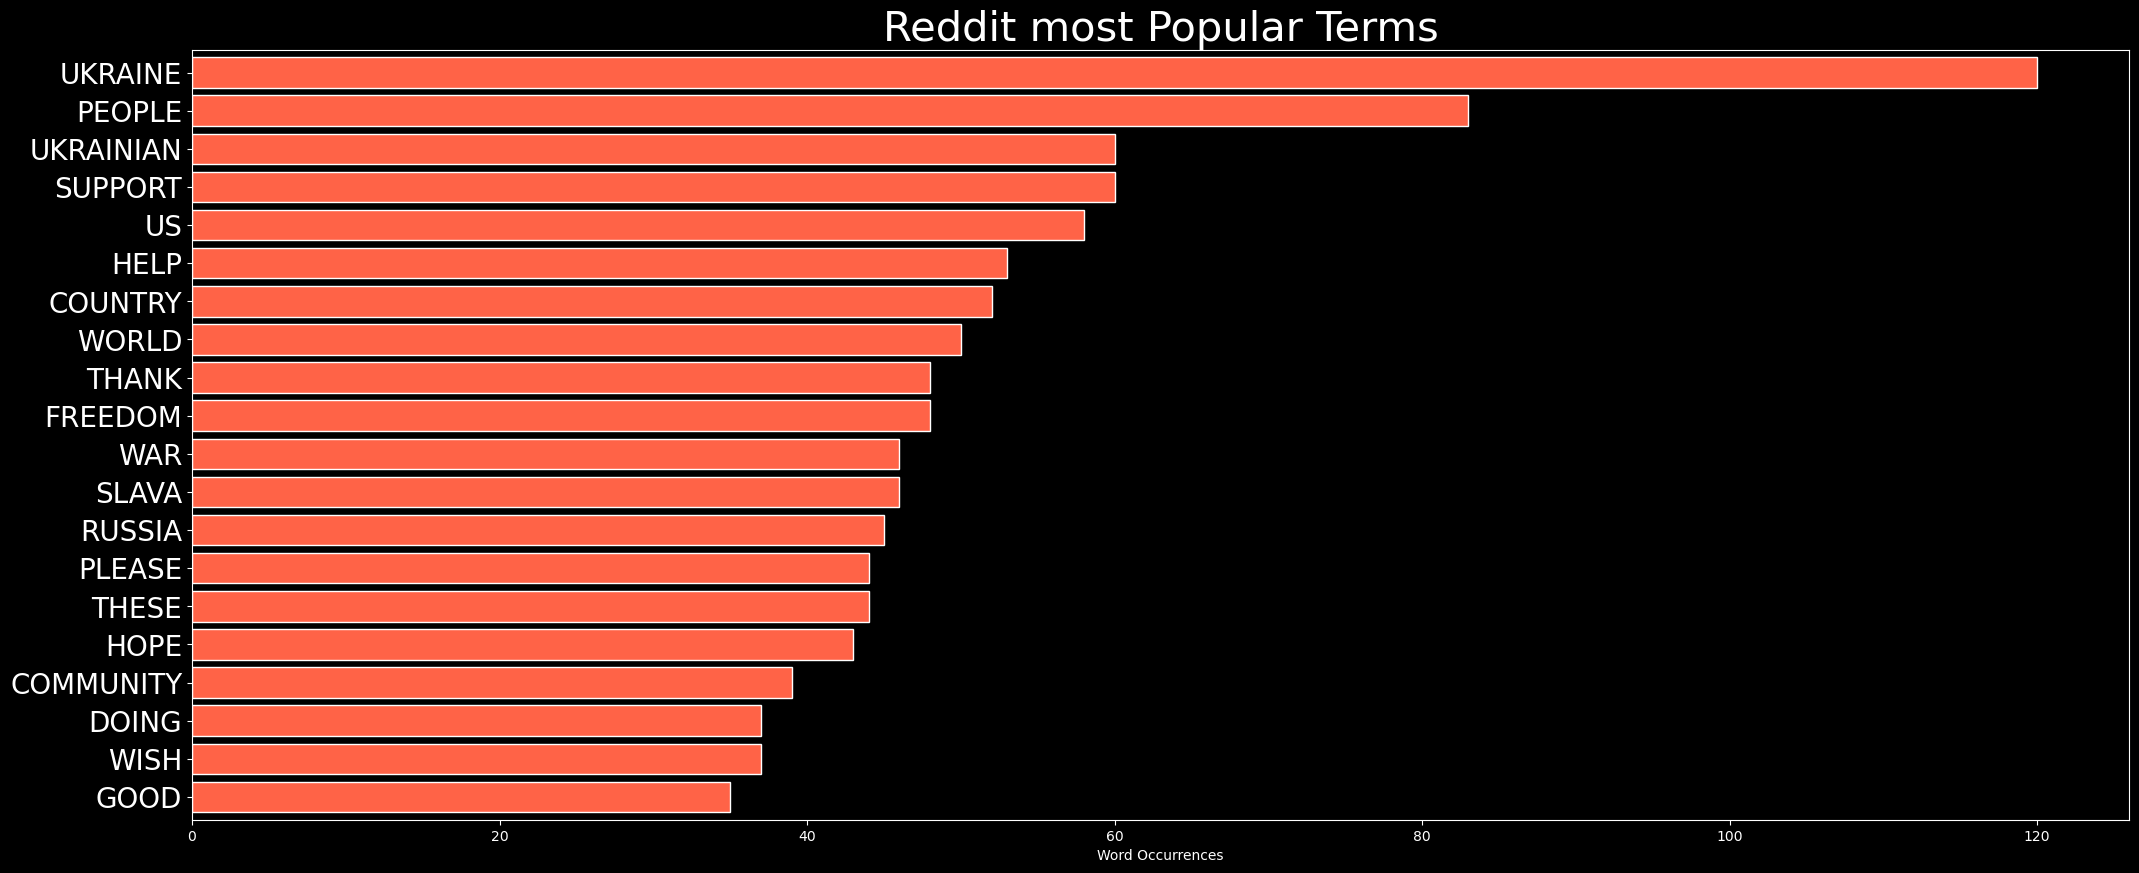 Reddit most Popular Terms
UKRAINE
PEOPLE
UKRAINIAN
SUPPORT
US
HELP
COUNTRY
WORLD
THANK
FREEDOM
WAR
SLAVA
RUSSIA
PLEASE
THESE
HOPE
COMMUNITY
DOING
WISH
GOOD
0 20 40 60 80 100 120
Word Occurrences